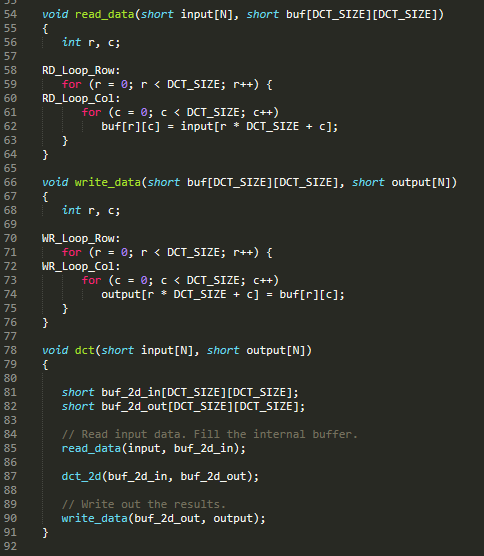 54 void read_data(short input[N], short buf[DCT_SIZE][DCT_SIZE])
55 {
56 int r, c;
57
58 RD_Loop_Row:
59 for (r = 0; r < DCT_SIZE; r++) {
60 RD_Loop_Col:
61 for (c = 0; c < DCT_SIZE; c++)
62 buf[r][c] = input[r * DCT_SIZE + c];
63 }
64 }
65
66 void write_data(short buf[DCT_SIZE][DCT_SIZE], short output[N])
67 {
68 int r, c;
69
70 WR_Loop_Row:
71 for (r = 0; r < DCT_SIZE; r++) {
72 WR_Loop_Col:
73 for (c = 0; c < DCT_SIZE; c++)
74 output[r * DCT_SIZE + c] = buf[r][c];
75 }
76 }
77
78 void dct(short input[N], short output[N])
79 {
80
81 short buf_2d_in[DCT_SIZE][DCT_SIZE];
82 short buf_2d_out[DCT_SIZE][DCT_SIZE];
83
84 // Read input data. Fill the internal buffer.
85 read_data(input, buf_2d_in);
86
87 dct_2d(buf_2d_in, buf_2d_out);
88
89 // Write out the results.
90 write_data(buf_2d_out, output);
91 }
92